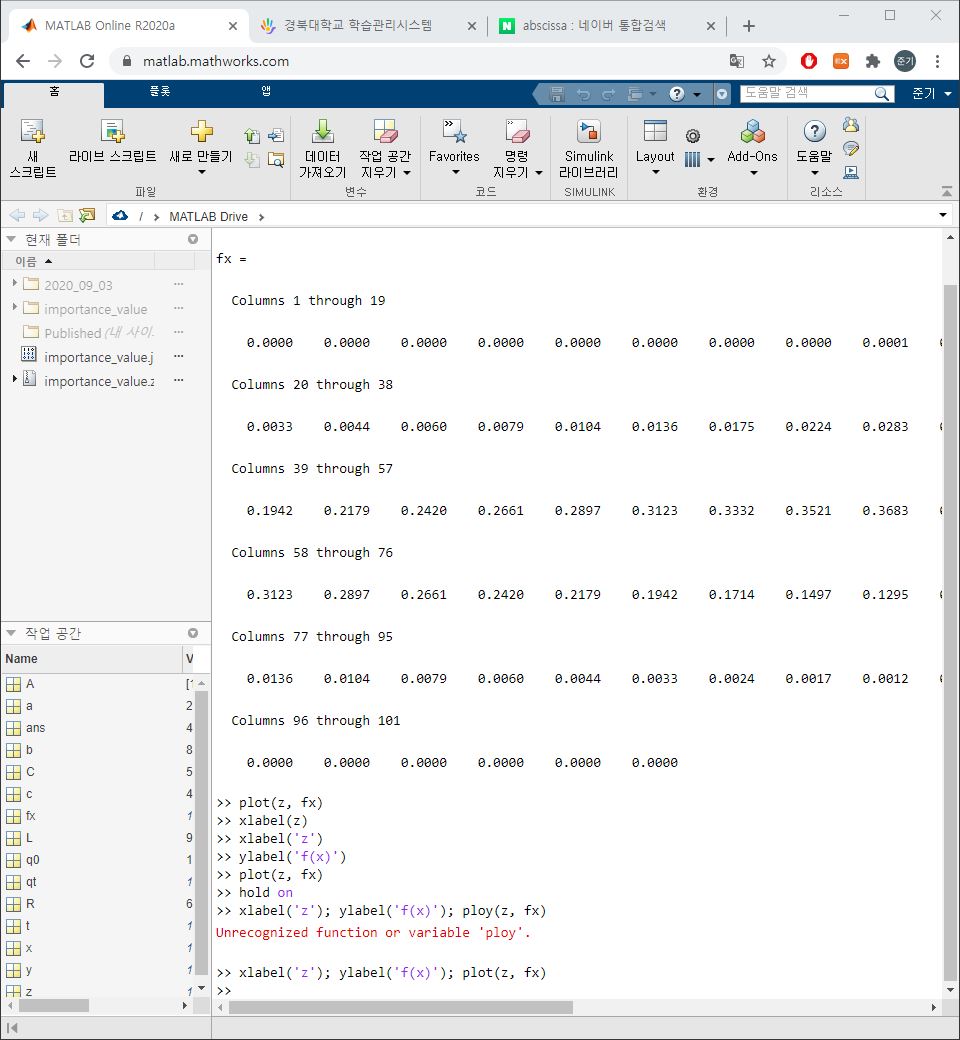 MATLAB Online R2020a
경북대학교 학습관리시스템
abscissa : 네이버 통합검색
matlab.mathworks.com
준기
홈 플롯 앱
도움말 검색
준기
새
스크립트
라이브 스크립트
새로 만들기
파일
데이터
가져오기
작업 공간
지우기
변수
Favorites
명령
지우기
코드
Simulink
라이브러리
SIMULINK
Layout
Add-Ons
환경
도움말
리소스
/ > MATLAB Drive >
현재 폴더
이름
2020_09_03 ...
importance_value ...
Published (내 사이. ...
importance_value.j ...
importance_value.z ...
작업 공간
Name V
A [1
a 2
ans 4
b 8
C 5
c 4
fx 1
L 9
q0 1
qt 1
R 6
t 1
x 1
y 1
z 1
fx =
Columns 1 through 19
0.0000 0.0000 0.0000 0.0000 0.0000 0.0000 0.0000 0.0000 0.0001
Columns 20 through 38
0.0033 0.0044 0.0060 0.0079 0.0104 0.0136 0.0175 0.0224 0.0283
Columns 39 through 57
0.1942 0.2179 0.2420 0.2661 0.2897 0.3123 0.3332 0.3521 0.3683
Columns 58 through 76
0.3123 0.2897 0.2661 0.2420 0.2179 0.1942 0.1714 0.1497 0.1295
Columns 77 through 95
0.0136 0.0104 0.0079 0.0060 0.0044 0.0033 0.0024 0.0017 0.0012
Columns 96 through 101
0.0000 0.0000 0.0000 0.0000 0.0000 0.0000
>> plot(z, fx)
>> xlabel(z)
>> xlabel('z')
>> ylabel('f(x)')
>> plot(z, fx)
>> hold on
>> xlabel('z'); ylabel('f(x)'); ploy(z, fx)
Unrecognized function or variable 'ploy'.
>> xlabel('z'); ylabel('f(x)'); plot(z, fx)
>>